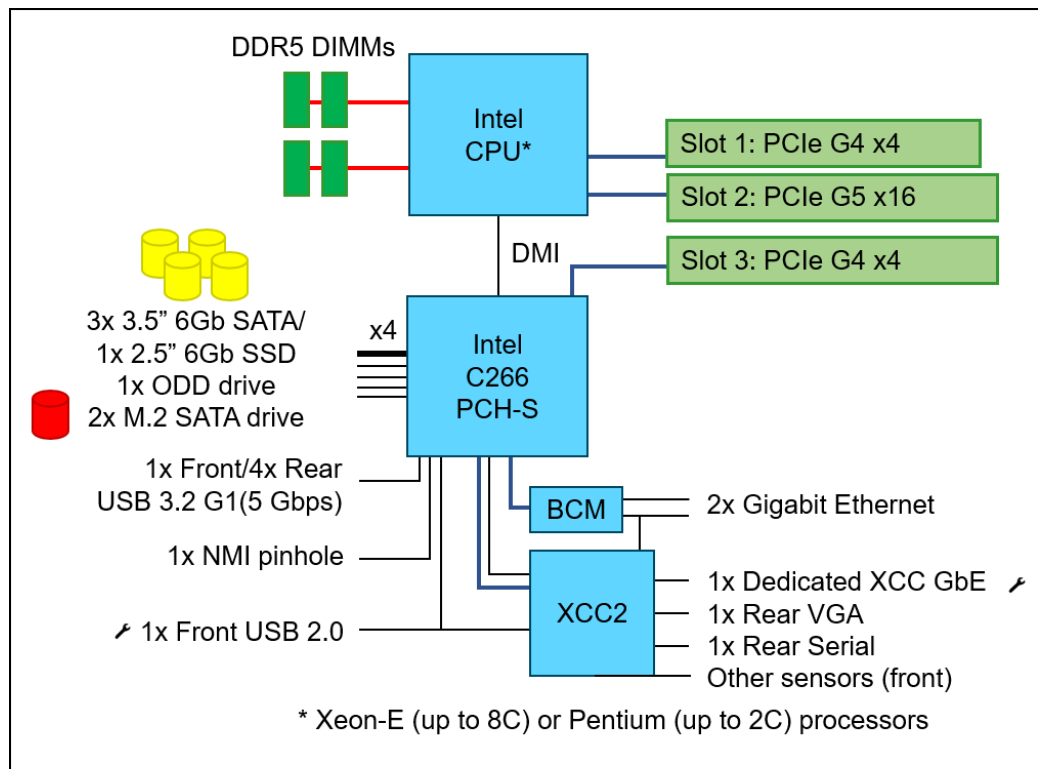 DDR5 DIMMs
Intel
CPU*
Slot 1: PCIe G4 x4
Slot 2: PCIe G5 x16
DMI
Slot 3: PCIe G4 x4
3x 3.5” 6Gb SATA/
1x 2.5” 6Gb SSD
1x ODD drive
2x M.2 SATA drive
x4
Intel
C266
PCH-S
1x Front/4x Rear
USB 3.2 G1(5 Gbps)
BCM
2x Gigabit Ethernet
1x NMI pinhole
XCC2
1x Dedicated XCC GbE
1x Rear VGA
1x Front USB 2.0
1x Rear Serial
Other sensors (front)
* Xeon-E (up to 8C) or Pentium (up to 2C) processors